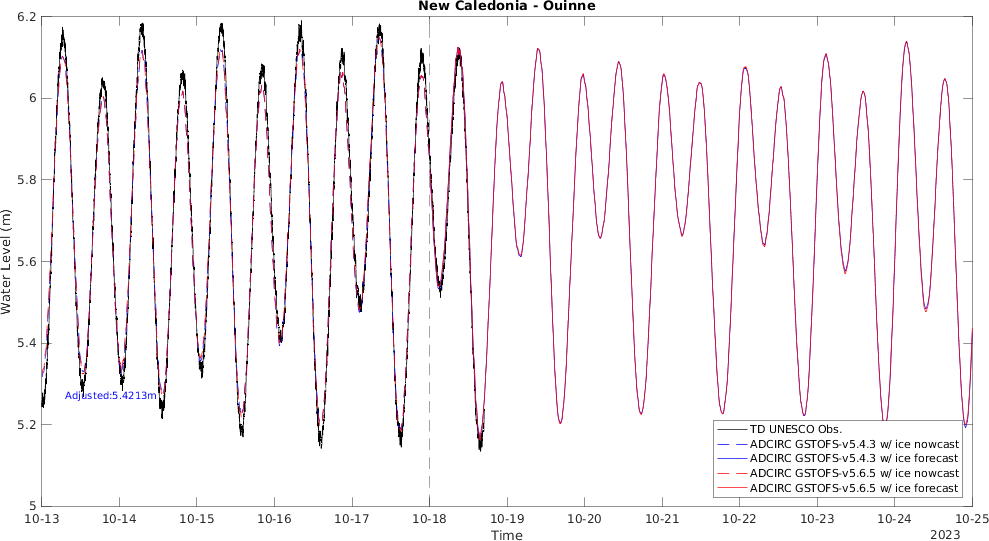 New Caledonia - Ouinne
6.2
6
5.8
5.6
5.4
5.2
5
Water Level (m)
Adjusted:5.4213m
TD UNESCO Obs.
ADCIRC GSTOFS-v5.4.3 w/ ice nowcast
ADCIRC GSTOFS-v5.4.3 w/ ice forecast
ADCIRC GSTOFS-v5.6.5 w/ ice nowcast
ADCIRC GSTOFS-v5.6.5 w/ ice forecast
10-13 10-14 10-15 10-16 10-17 10-18 10-19 10-20 10-21 10-22 10-23 10-24 10-25
Time
2023